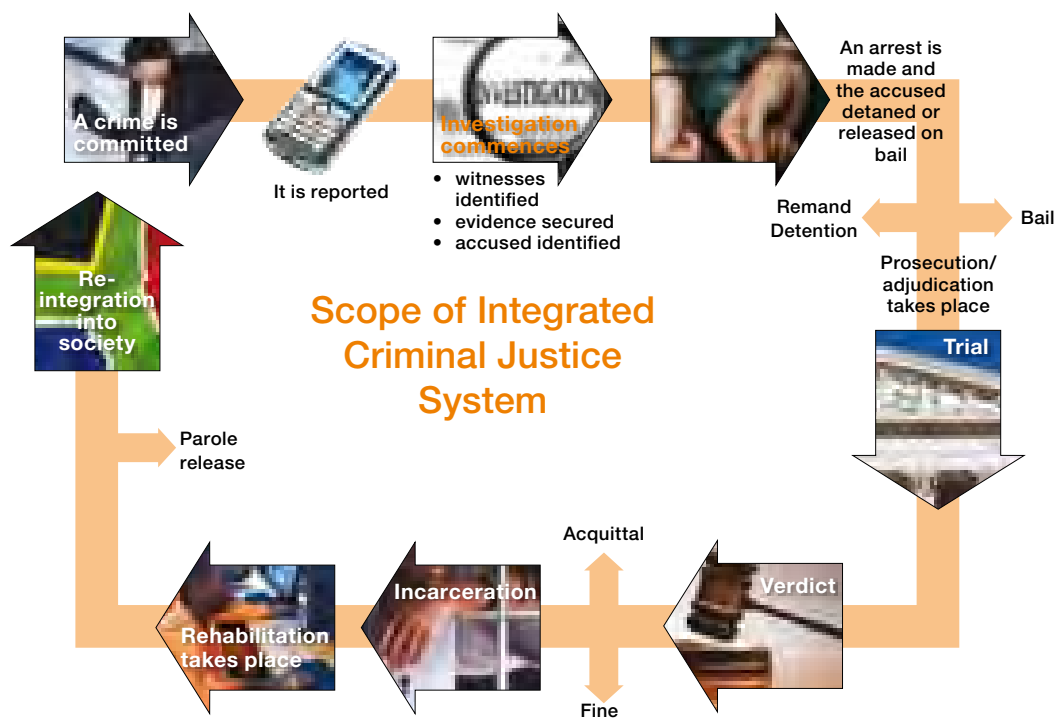 A crime is
committed
It is reported
INVESTIGATION
Investigation
commences
• witnesses
identified
• evidence secured
• accused identified
An arrest is
made and
the accused
detaned or
released on
bail
Remand
Detention
Bail
Prosecution/
adjudication
takes place
Trial
Verdict
Acquittal
Fine
Incarceration
Rehabilitation
takes place
Parole
release
Re-
integration
into
society
Scope of Integrated
Criminal Justice
System